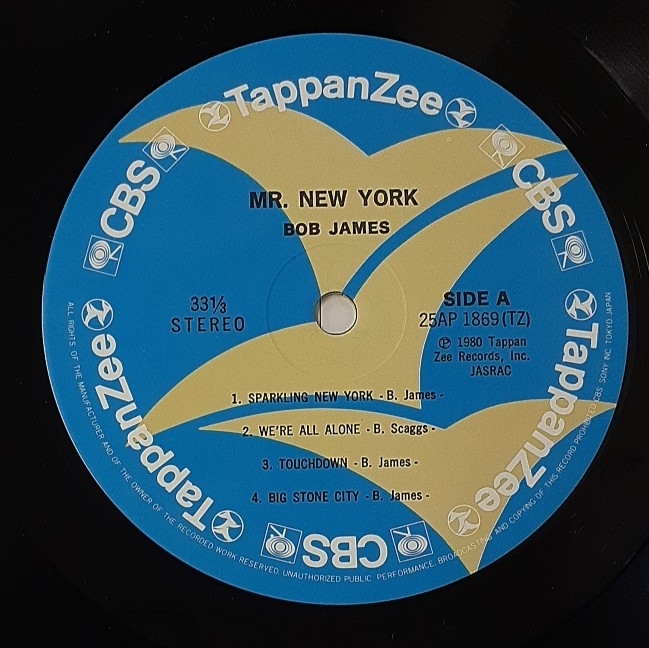 TappanZee
CBS
CBS
MR. NEW YORK
BOB JAMES
33 1/3
STEREO
SIDE A
25AP 1869(TZ)
Ⓟ 1980 Tappan
Zee Records, Inc.
JASRAC
1. SPARKLING NEW YORK - B. James -
2. WE'RE ALL ALONE - B. Scaggs -
3. TOUCHDOWN - B. James -
4. BIG STONE CITY - B. James -
TappanZee
TappanZee
CBS
ALL RIGHTS OF THE MANUFACTURER AND OF THE OWNER OF THE RECORDED WORK RESERVED. UNAUTHORIZED PUBLIC PERFORMANCE, BROADCASTING AND COPYING OF THIS RECORD PROHIBITED CBS/SONY INC. TOKYO JAPAN